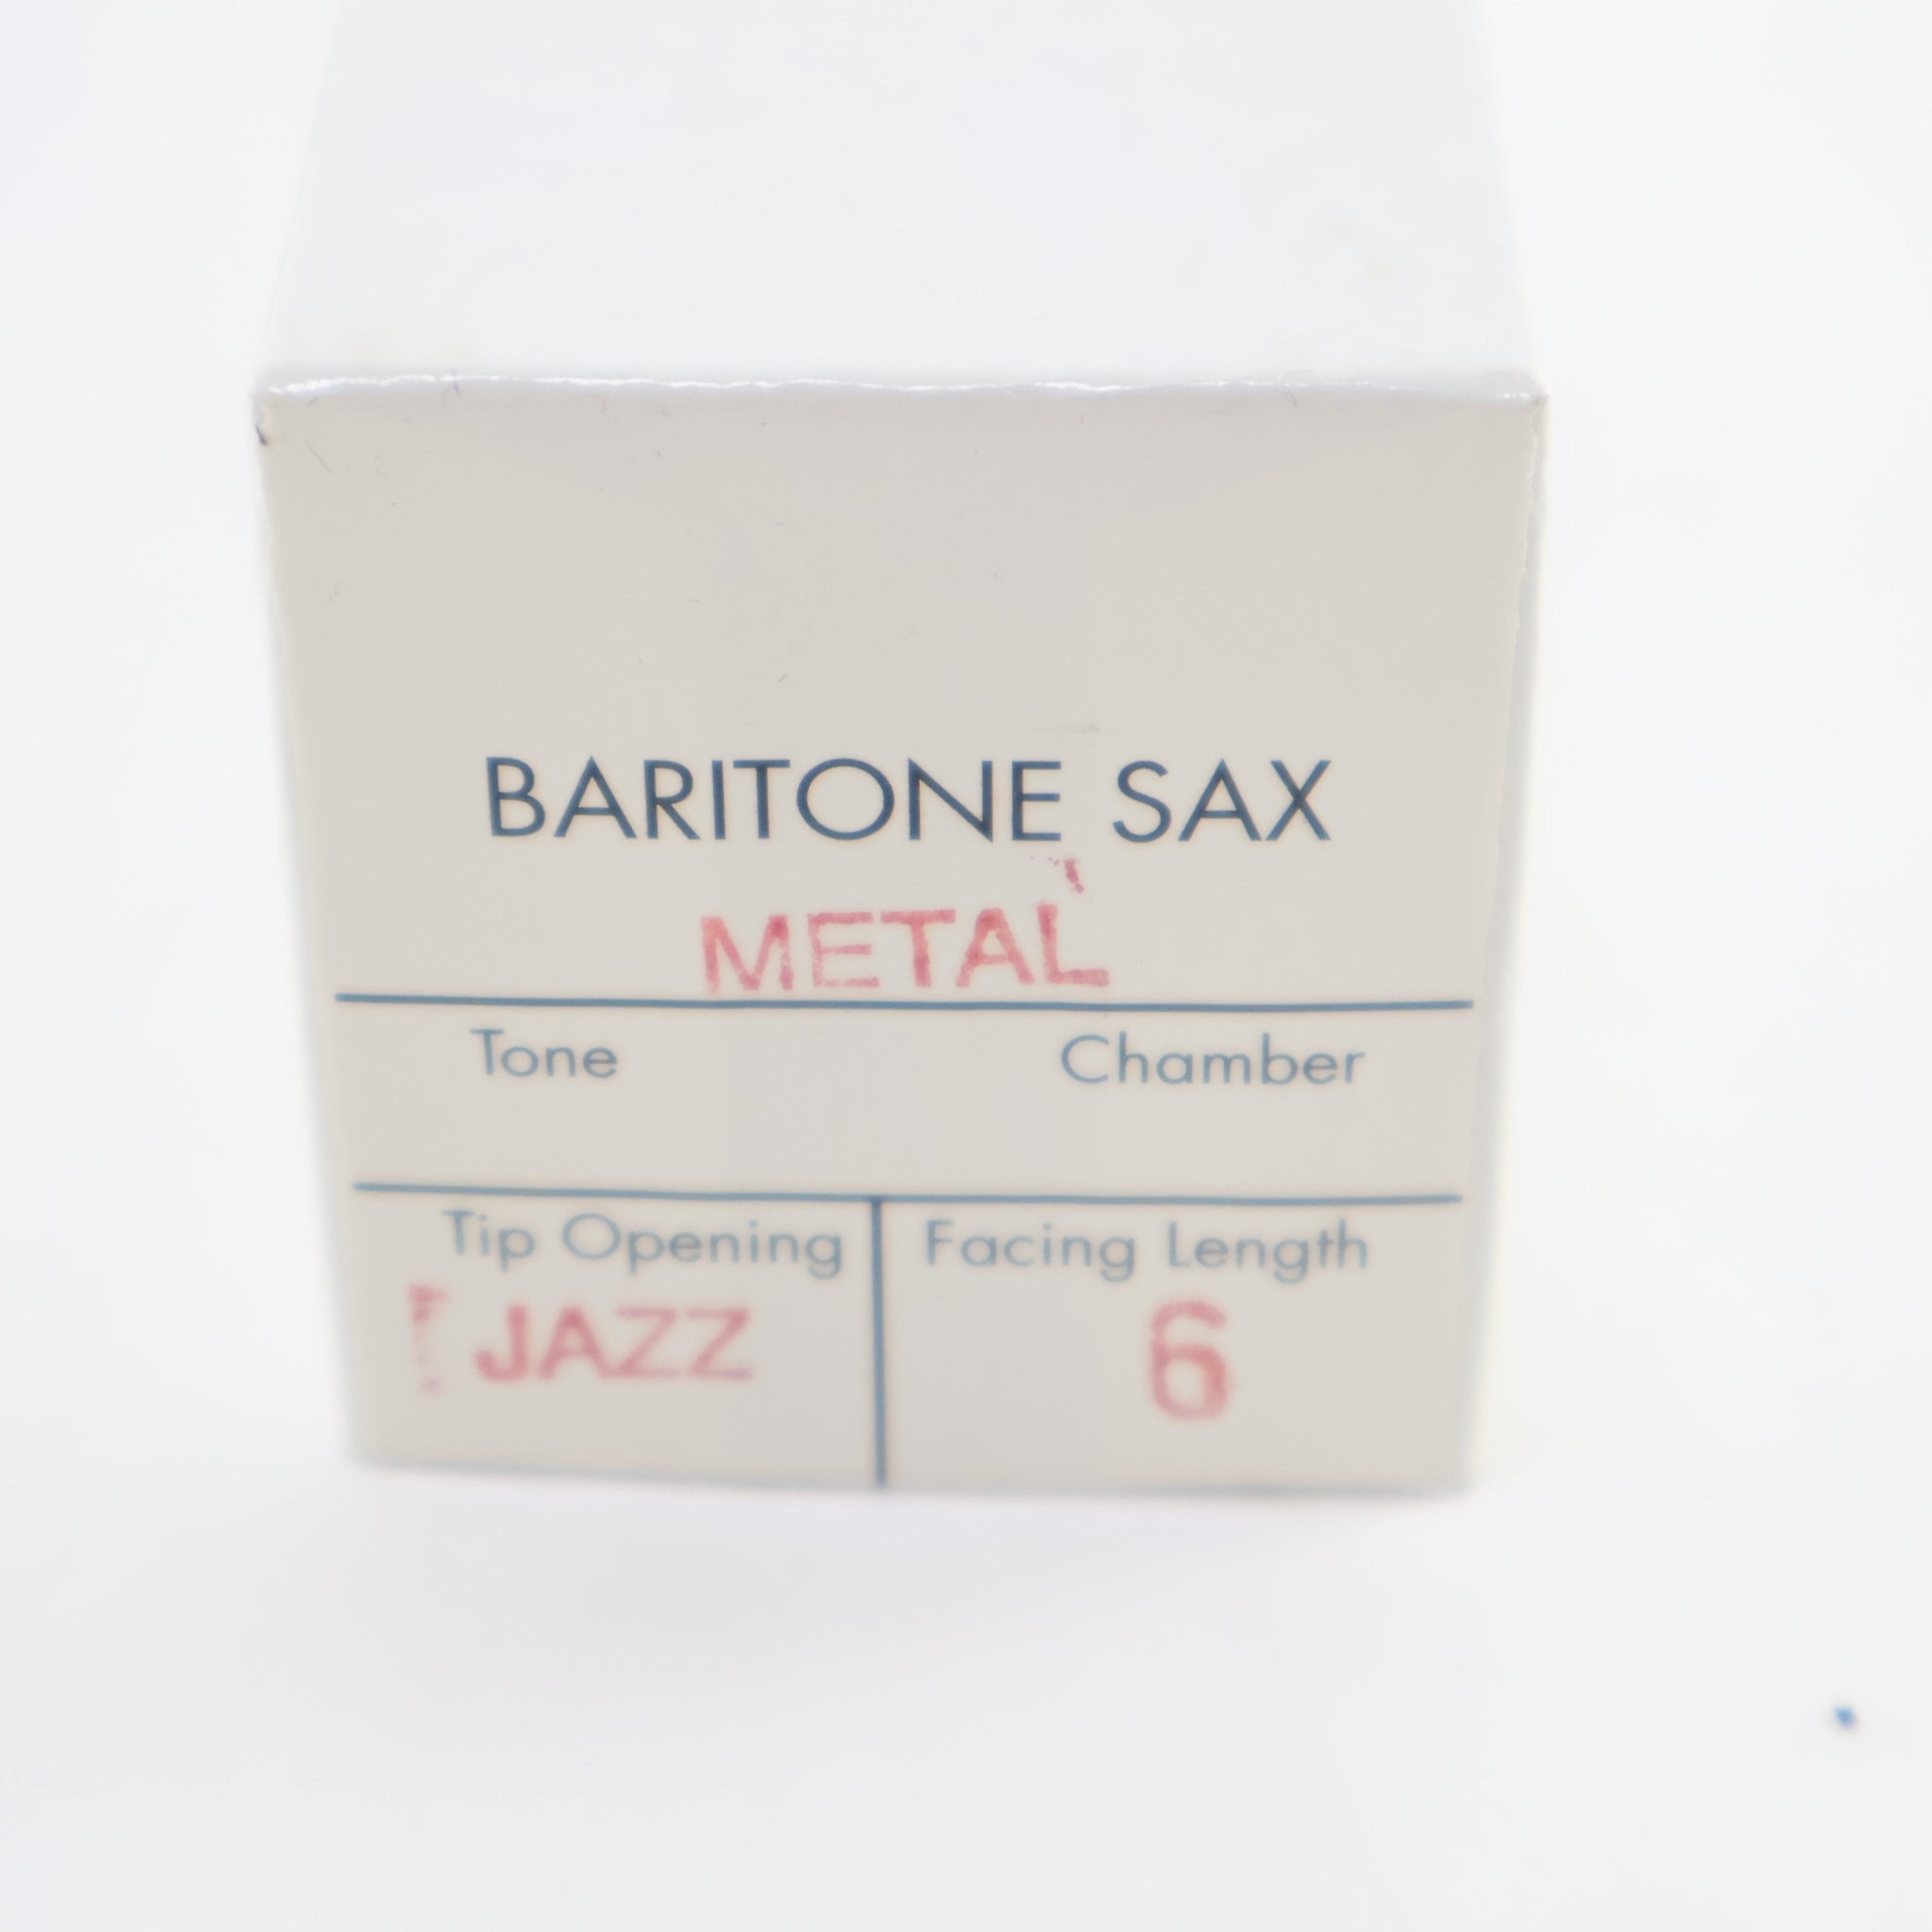 BARITONE SAX
METAL
Tone Chamber
Tip Opening Facing Length
JAZZ 6